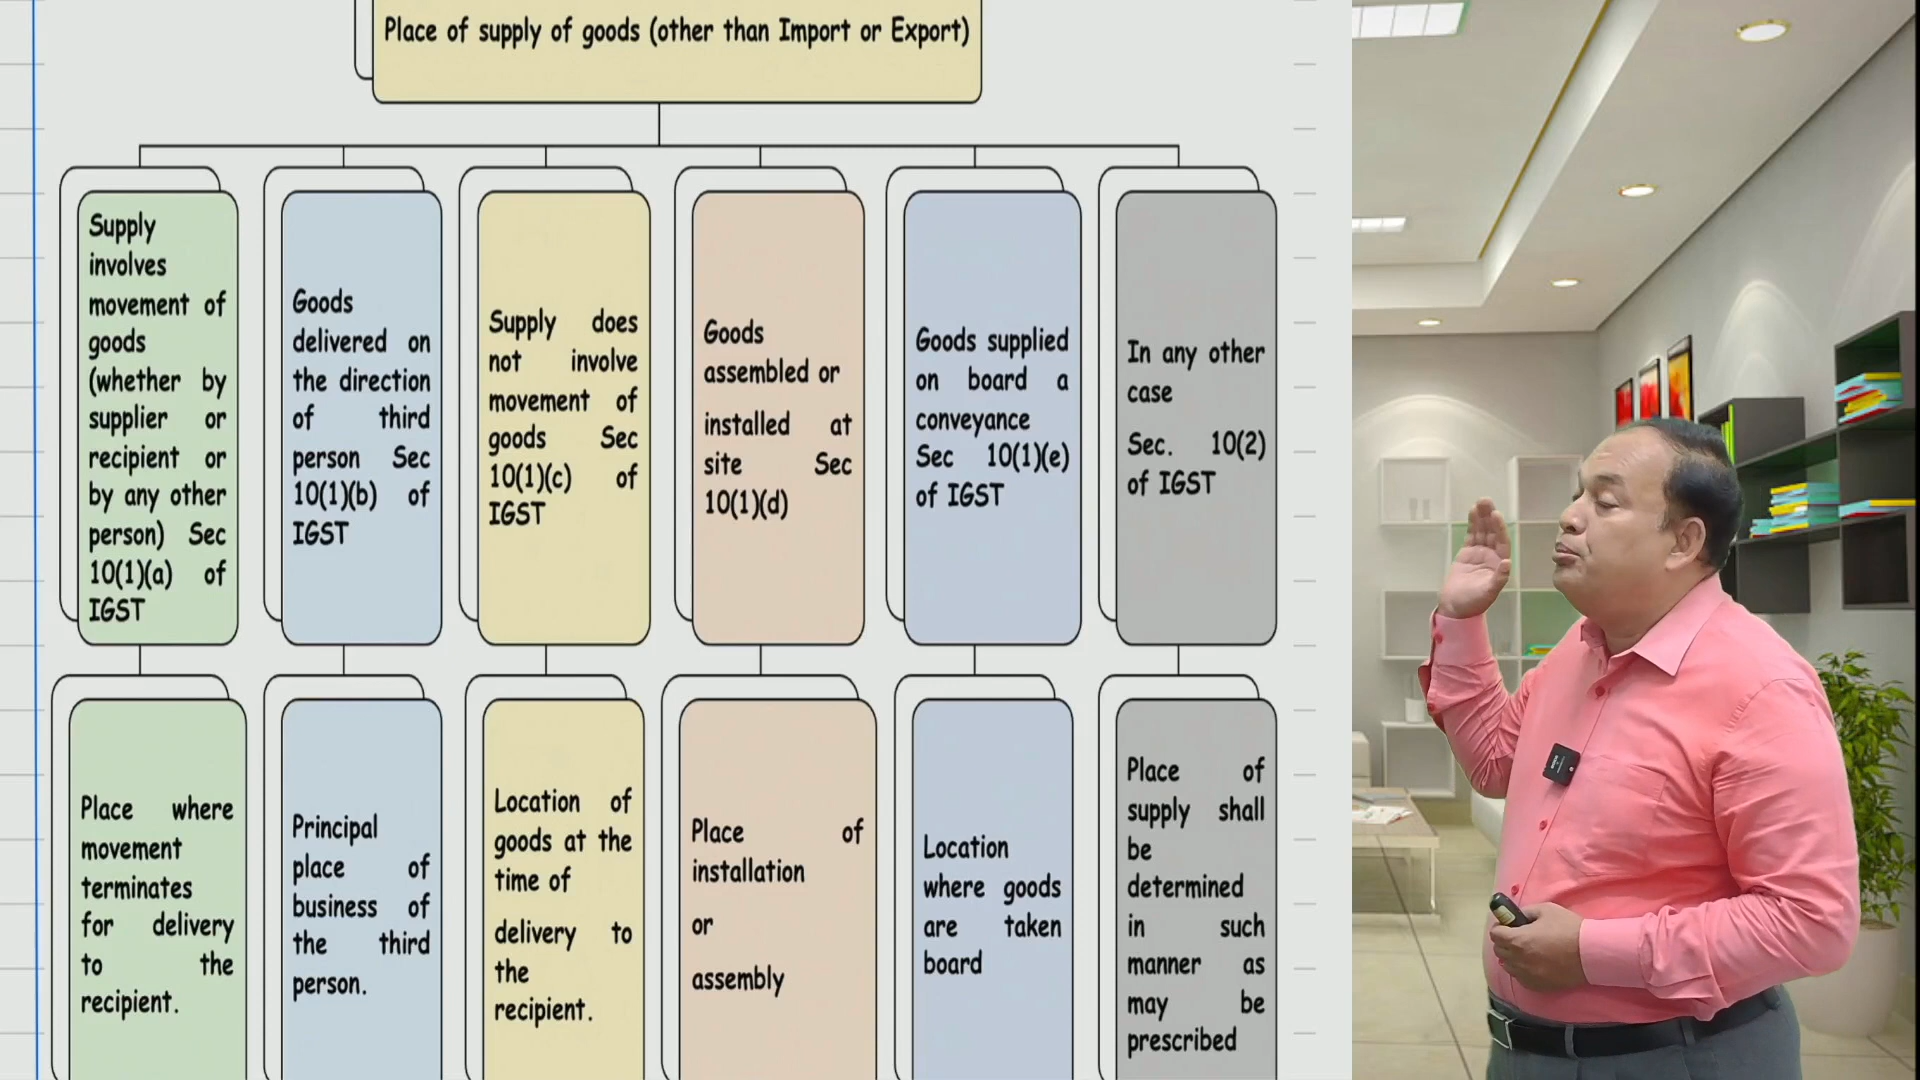 Place of supply of goods (other than Import or Export)
Supply
involves
movement of
goods
(whether by
supplier or
recipient or
by any other
person) Sec
10(1)(a) of
IGST
Goods
delivered on
the direction
of third
person Sec
10(1)(b) of
IGST
Supply does
not involve
movement of
goods Sec
10(1)(c) of
IGST
Goods
assembled or
installed at
site Sec
10(1)(d)
Goods supplied
on board a
conveyance
Sec 10(1)(e)
of IGST
In any other
case
Sec. 10(2)
of IGST
Place where
movement
terminates
for delivery
to the
recipient.
Principal
place of
business of
the third
person.
Location of
goods at the
time of
delivery to
the
recipient.
Place of
installation
or
assembly
Location
where goods
are taken
board
Place of
supply shall
be
determined
in such
manner as
may be
prescribed